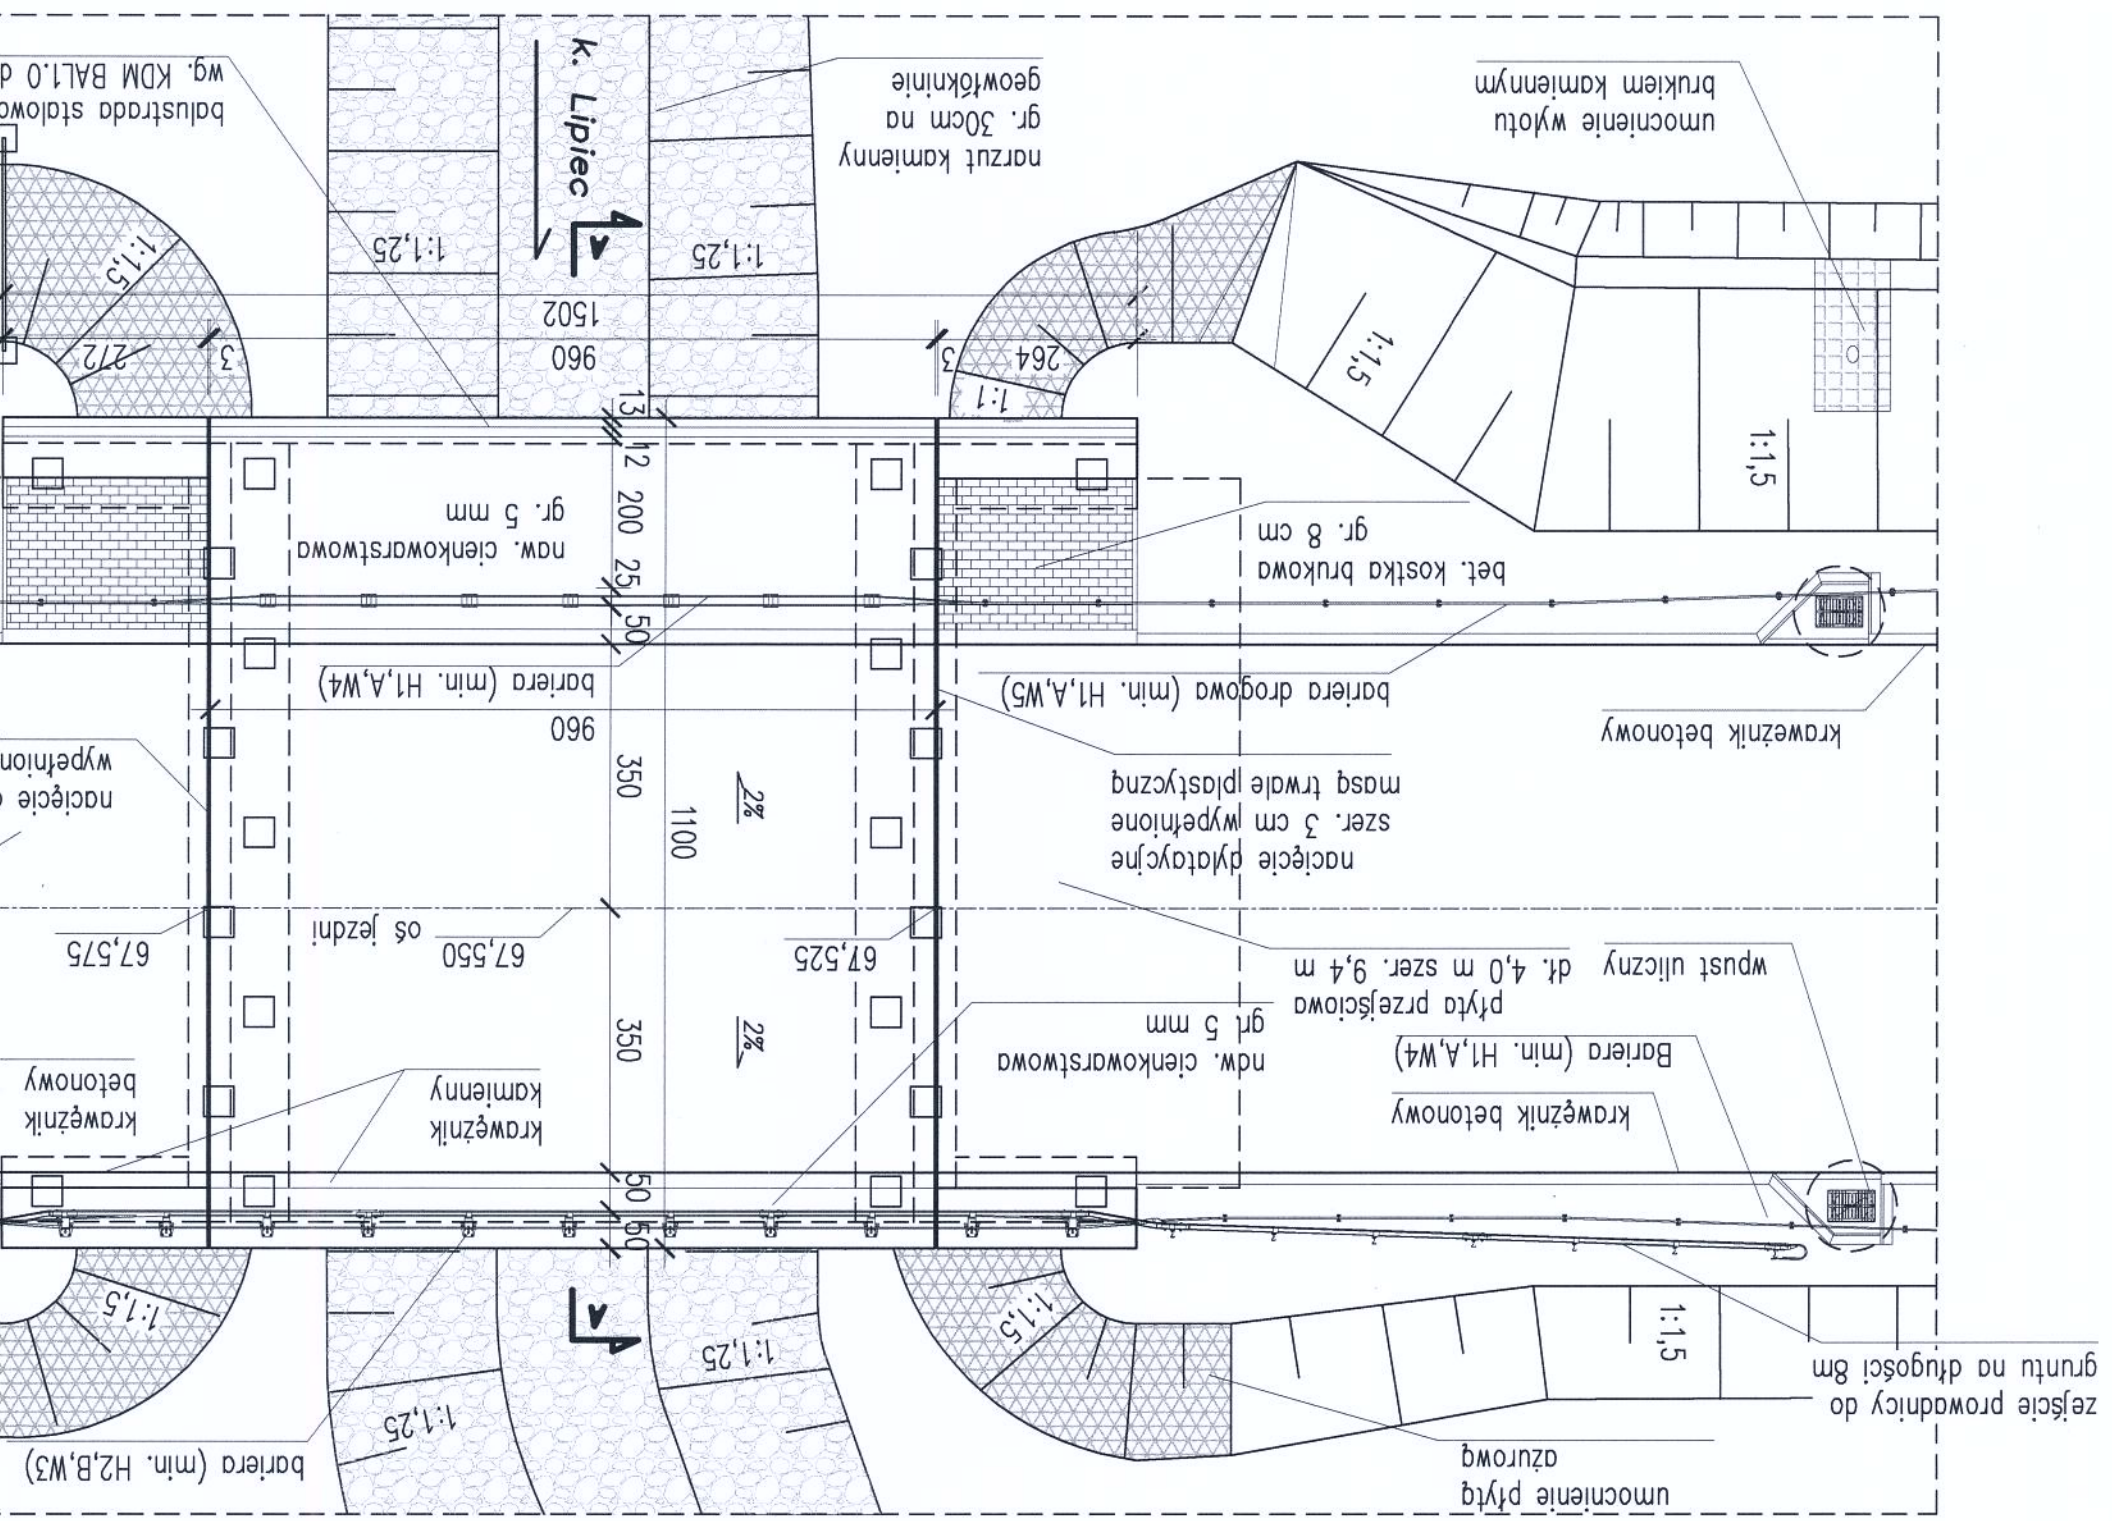 umocnienie płytą
ażurową
bariera (min. H2,B,W3)
zejście prowadnicy do
gruntu na długości 8m
1:1,5
1:1,25
1:1,25
1:1,5
1:1,5
A
50
50
krawężnik
kamienny
krawężnik
betonowy
krawężnik betonowy
Bariera (min. H1,A,W4)
naw. cienkowarstwowa
gr. 5 mm
płyta przejściowa
dł. 4,0 m szer. 9,4 m
wpust uliczny
350
2%
67,525
67,550
oś jezdni
67,575
nacięcie dylatacyjne
szer. 3 cm wypełnione
masą trwale plastyczną
1100
350
2%
nacięcie
krawężnik betonowy
960
bariera drogowa (min. H1,A,W5)
bariera (min. H1,A,W4)
50
25
200
12
13
bet. kostka brukowa
gr. 8 cm
naw. cienkowarstwowa
gr. 5 mm
1:1,5
1:1,5
1:1
264
3
960
1502
3
272
1:1,5
1:1,25
1:1,25
A
k. Lipiec
narzut kamienny
gr. 30cm na
geowłókninie
umocnienie wylotu
brukiem kamiennym
balustrada
wg. KDM BAL1.0